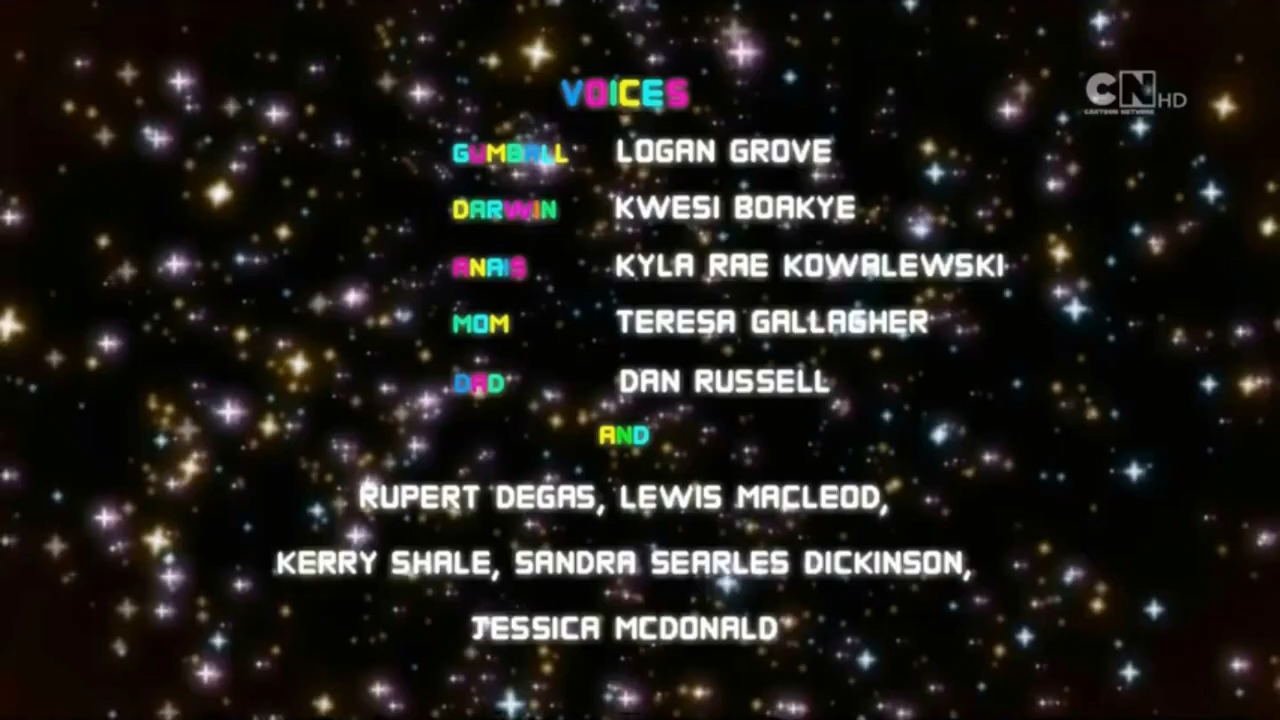 VOICES
CN HD
CARTOON NETWORK
GUMBALL LOGAN GROVE
DARWIN KWESI BOAKYE
ANAIS KYLA RAE KOWALEWSKI
MOM TERESA GALLAGHER
DAD DAN RUSSELL
AND
RUPERT DEGAS, LEWIS MACLEOD,
KERRY SHALE, SANDRA SEARLES DICKINSON,
JESSICA MCDONALD